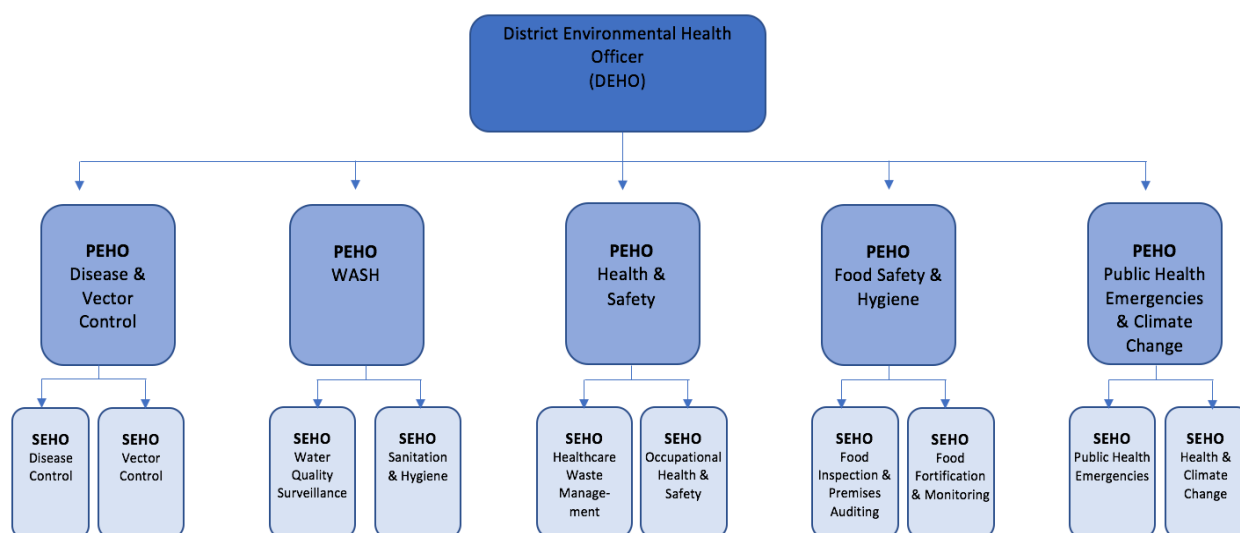 District Environmental Health
Officer
(DEHO)
PEHO
Disease &
Vector
Control
PEHO
WASH
PEHO
Health &
Safety
PEHO
Food Safety &
Hygiene
PEHO
Public Health
Emergencies
& Climate
Change
SEHO
Disease
Control
SEHO
Vector
Control
SEHO
Water
Quality
Surveillance
SEHO
Sanitation
& Hygiene
SEHO
Healthcare
Waste
Manage-
ment
SEHO
Occupational
Health &
Safety
SEHO
Food
Inspection &
Premises
Auditing
SEHO
Food
Fortification
& Monitoring
SEHO
Public Health
Emergencies
SEHO
Health &
Climate
Change